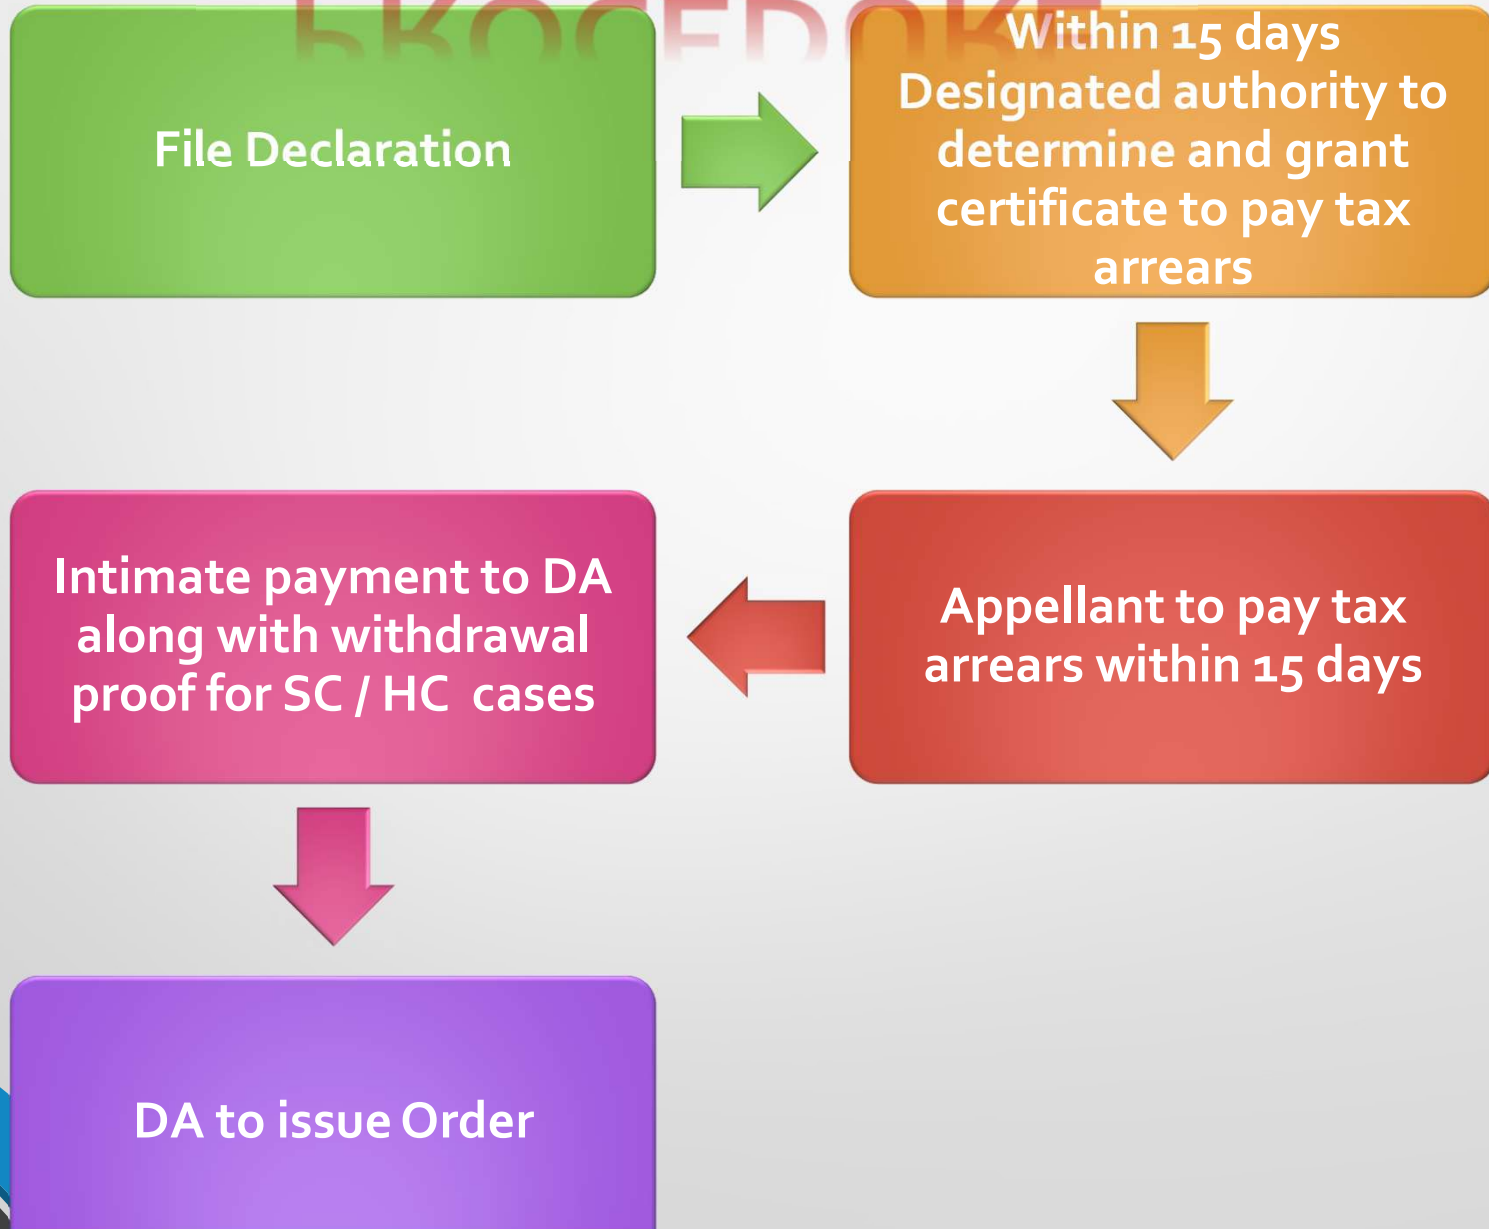 PROCEDURE
File Declaration
Within 15 days
Designated authority to
determine and grant
certificate to pay tax
arrears
Appellant to pay tax
arrears within 15 days
Intimate payment to DA
along with withdrawal
proof for SC / HC cases
DA to issue Order